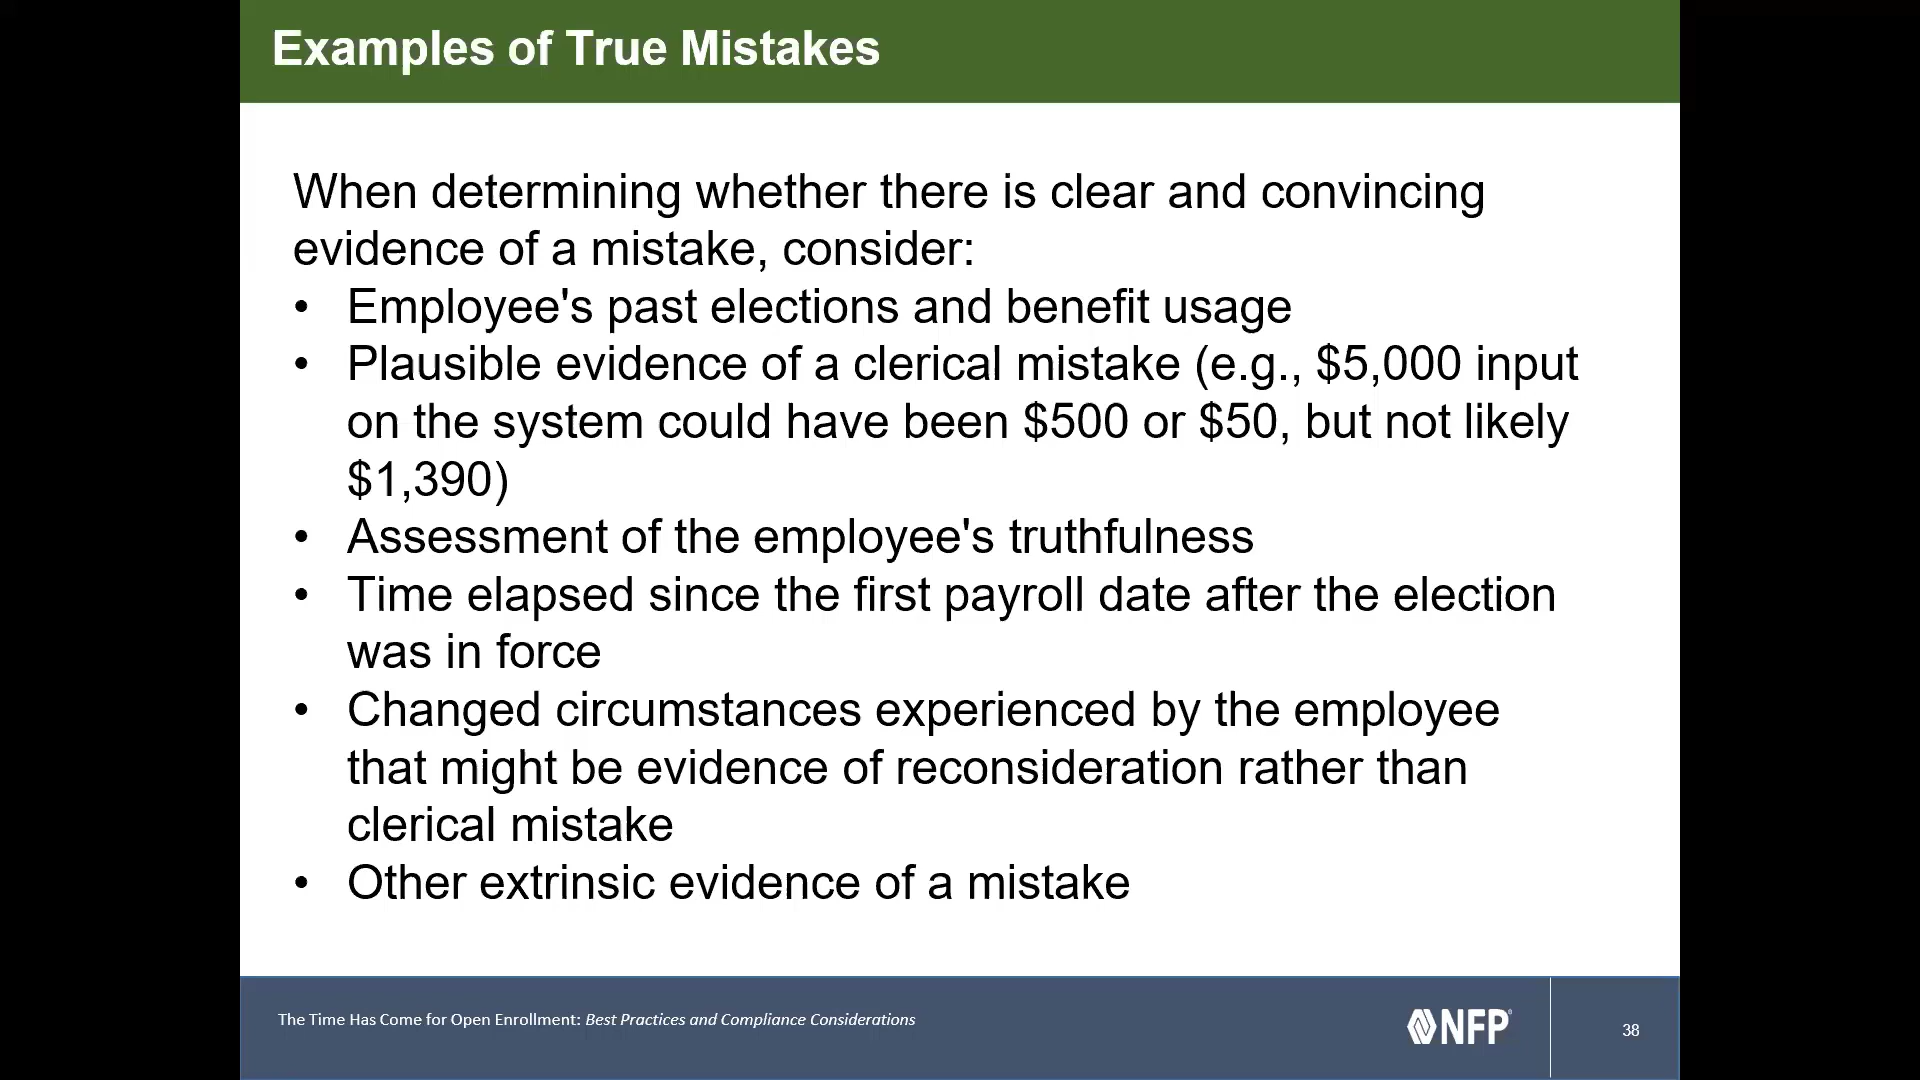 Examples of True Mistakes
When determining whether there is clear and convincing
evidence of a mistake, consider:
• Employee's past elections and benefit usage
• Plausible evidence of a clerical mistake (e.g., $5,000 input
on the system could have been $500 or $50, but not likely
$1,390)
• Assessment of the employee's truthfulness
• Time elapsed since the first payroll date after the election
was in force
• Changed circumstances experienced by the employee
that might be evidence of reconsideration rather than
clerical mistake
• Other extrinsic evidence of a mistake
The Time Has Come for Open Enrollment: Best Practices and Compliance Considerations
NFP
38